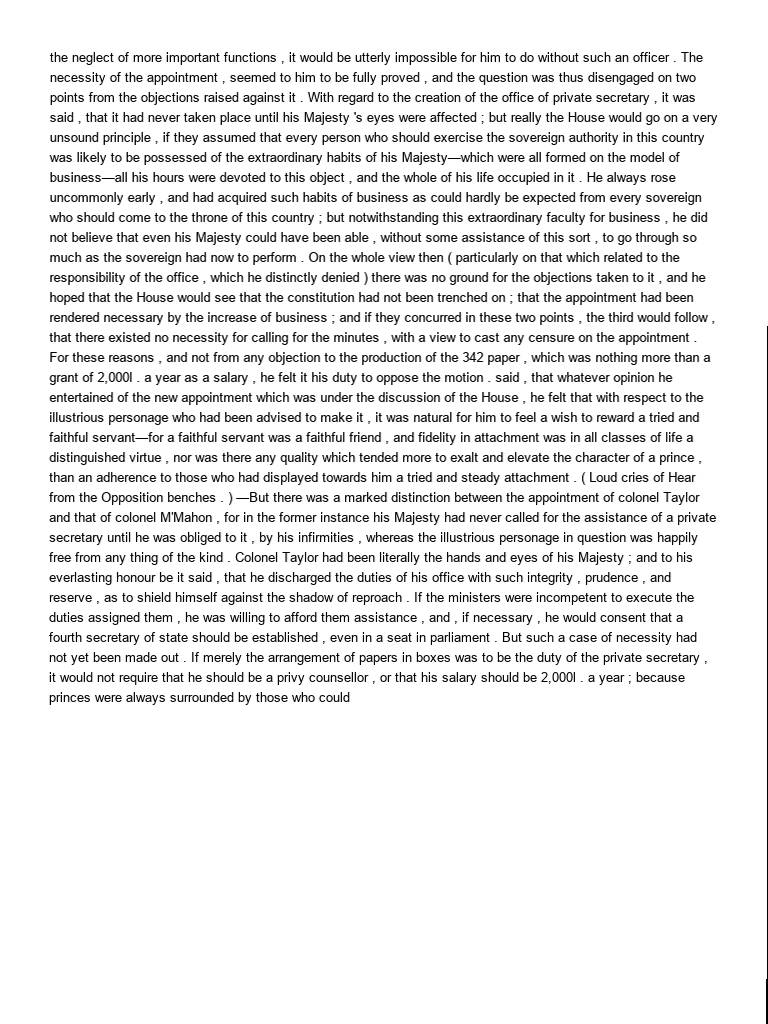 the neglect of more important functions , it would be utterly impossible for him to do without such an officer . The
necessity of the appointment , seemed to him to be fully proved , and the question was thus disengaged on two
points from the objections raised against it . With regard to the creation of the office of private secretary , it was
said , that it had never taken place until his Majesty 's eyes were affected ; but really the House would go on a very
unsound principle , if they assumed that every person who should exercise the sovereign authority in this country
was likely to be possessed of the extraordinary habits of his Majesty—which were all formed on the model of
business—all his hours were devoted to this object , and the whole of his life occupied in it . He always rose
uncommonly early , and had acquired such habits of business as could hardly be expected from every sovereign
who should come to the throne of this country ; but notwithstanding this extraordinary faculty for business , he did
not believe that even his Majesty could have been able , without some assistance of this sort , to go through so
much as the sovereign had now to perform . On the whole view then ( particularly on that which related to the
responsibility of the office , which he distinctly denied ) there was no ground for the objections taken to it , and he
hoped that the House would see that the constitution had not been trenched on ; that the appointment had been
rendered necessary by the increase of business ; and if they concurred in these two points , the third would follow ,
that there existed no necessity for calling for the minutes , with a view to cast any censure on the appointment .
For these reasons , and not from any objection to the production of the 342 paper , which was nothing more than a
grant of 2,000l . a year as a salary , he felt it his duty to oppose the motion . said , that whatever opinion he
entertained of the new appointment which was under the discussion of the House , he felt that with respect to the
illustrious personage who had been advised to make it , it was natural for him to feel a wish to reward a tried and
faithful servant—for a faithful servant was a faithful friend , and fidelity in attachment was in all classes of life a
distinguished virtue , nor was there any quality which tended more to exalt and elevate the character of a prince ,
than an adherence to those who had displayed towards him a tried and steady attachment . ( Loud cries of Hear
from the Opposition benches . ) —But there was a marked distinction between the appointment of colonel Taylor
and that of colonel M'Mahon , for in the former instance his Majesty had never called for the assistance of a private
secretary until he was obliged to it , by his infirmities , whereas the illustrious personage in question was happily
free from any thing of the kind . Colonel Taylor had been literally the hands and eyes of his Majesty ; and to his
everlasting honour be it said , that he discharged the duties of his office with such integrity , prudence , and
reserve , as to shield himself against the shadow of reproach . If the ministers were incompetent to execute the
duties assigned them , he was willing to afford them assistance , and , if necessary , he would consent that a
fourth secretary of state should be established , even in a seat in parliament . But such a case of necessity had
not yet been made out . If merely the arrangement of papers in boxes was to be the duty of the private secretary ,
it would not require that he should be a privy counsellor , or that his salary should be 2,000l . a year ; because
princes were always surrounded by those who could